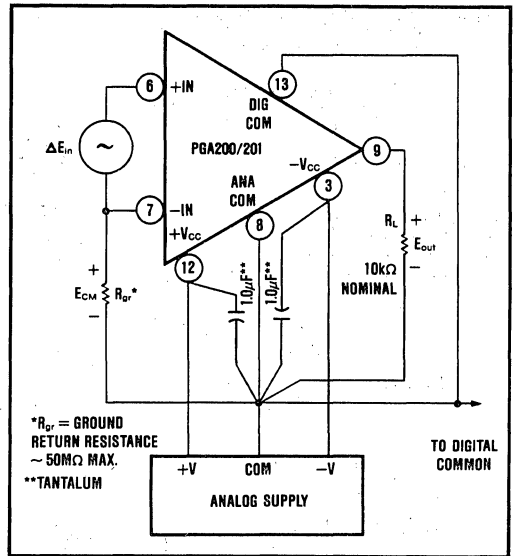 13
6
+IN
DIG
COM
ΔEin
PGA200/201
9
-VCC
3
ANA
COM
7
-IN
+VCC
8
12
RL
+
Eout
-
10kΩ
NOMINAL
1.0μF**
1.0μF**
+
ECM
Rgr*
-
*Rgr = GROUND
RETURN RESISTANCE
~ 50MΩ MAX.
**TANTALUM
TO DIGITAL
COMMON
+V
COM
-V
ANALOG SUPPLY